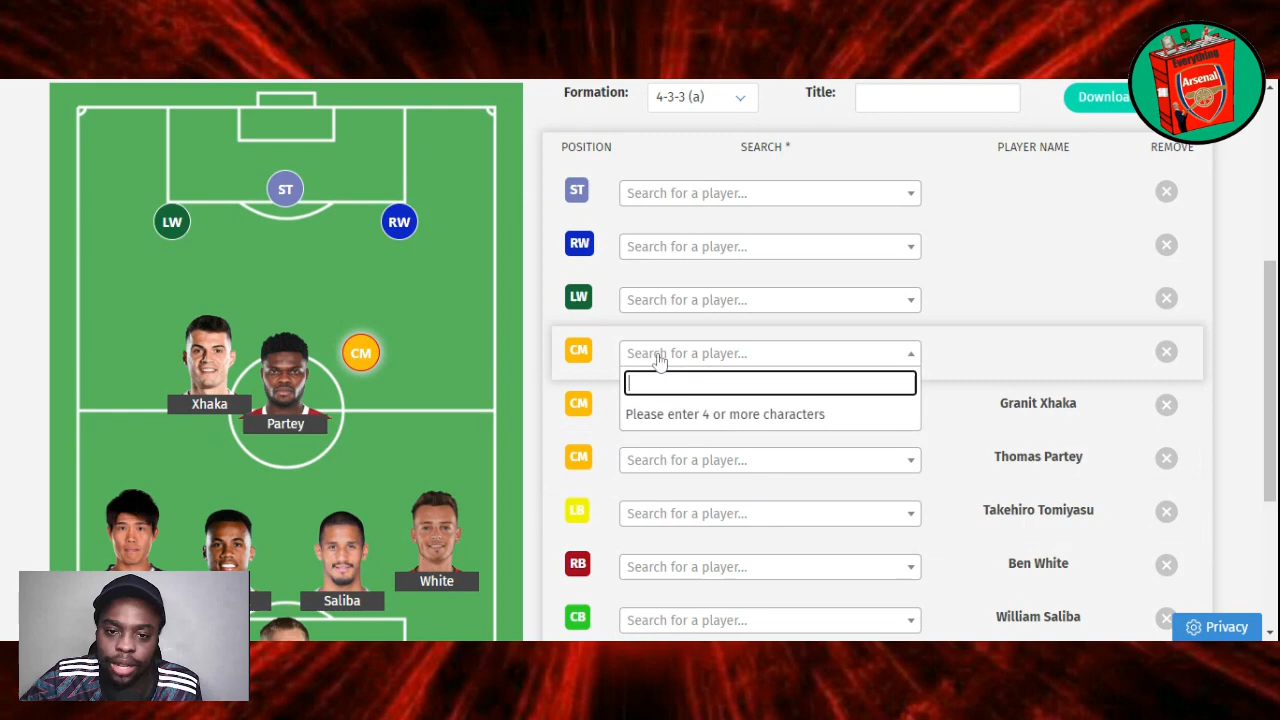 Everything
Arsenal
Formation:
4-3-3 (a)
Title:
Downloa
POSITION
SEARCH *
PLAYER NAME
REMOVE
ST
Search for a player...
RW
Search for a player...
LW
Search for a player...
CM
Search for a player...
Please enter 4 or more characters
CM
Granit Xhaka
CM
Search for a player...
Thomas Partey
LB
Search for a player...
Takehiro Tomiyasu
RB
Search for a player...
Ben White
CB
Search for a player...
William Saliba
Privacy
ST
LW
RW
CM
Xhaka
Partey
White
Saliba